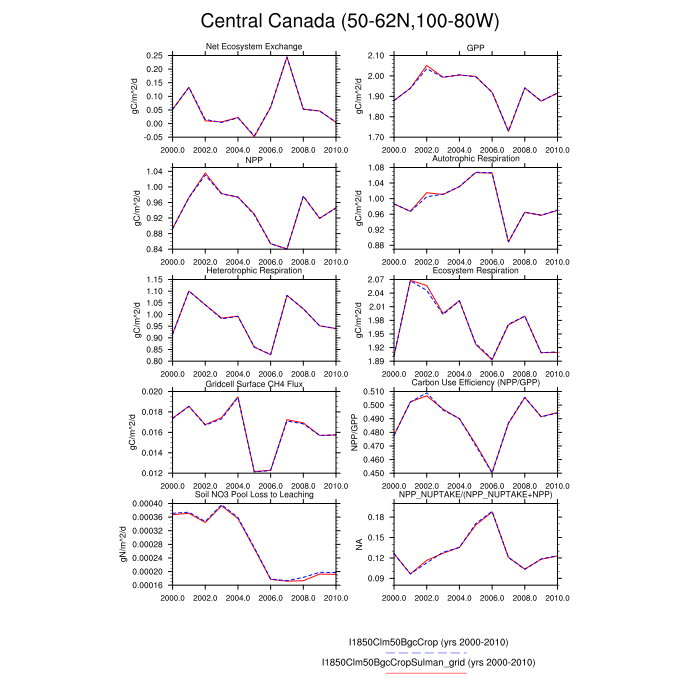 Central Canada (50-62N,100-80W)
Net Ecosystem Exchange
GPP
gC/m^2/d
0.25
0.20
0.15
0.10
0.05
0.00
-0.05
2000.0 2002.0 2004.0 2006.0 2008.0 2010.0
gC/m^2/d
2.10
2.00
1.90
1.80
1.70
2000.0 2002.0 2004.0 2006.0 2008.0 2010.0
NPP
Autotrophic Respiration
gC/m^2/d
1.04
1.00
0.96
0.92
0.88
0.84
2000.0 2002.0 2004.0 2006.0 2008.0 2010.0
gC/m^2/d
1.08
1.04
1.00
0.96
0.92
0.88
2000.0 2002.0 2004.0 2006.0 2008.0 2010.0
Heterotrophic Respiration
Ecosystem Respiration
gC/m^2/d
1.15
1.10
1.05
1.00
0.95
0.90
0.85
0.80
2000.0 2002.0 2004.0 2006.0 2008.0 2010.0
gC/m^2/d
2.07
2.04
2.01
1.98
1.95
1.92
1.89
2000.0 2002.0 2004.0 2006.0 2008.0 2010.0
Gridcell Surface CH4 Flux
Carbon Use Efficiency (NPP/GPP)
gC/m^2/d
0.020
0.018
0.016
0.014
0.012
2000.0 2002.0 2004.0 2006.0 2008.0 2010.0
NPP/GPP
0.510
0.500
0.490
0.480
0.470
0.460
0.450
2000.0 2002.0 2004.0 2006.0 2008.0 2010.0
Soil NO3 Pool Loss to Leaching
NPP_NUPTAKE/(NPP_NUPTAKE+NPP)
gN/m^2/d
0.00040
0.00036
0.00032
0.00028
0.00024
0.00020
0.00016
2000.0 2002.0 2004.0 2006.0 2008.0 2010.0
NA
0.18
0.15
0.12
0.09
2000.0 2002.0 2004.0 2006.0 2008.0 2010.0
I1850Clm50BgcCrop (yrs 2000-2010)
I1850Clm50BgcCropSulman_grid (yrs 2000-2010)